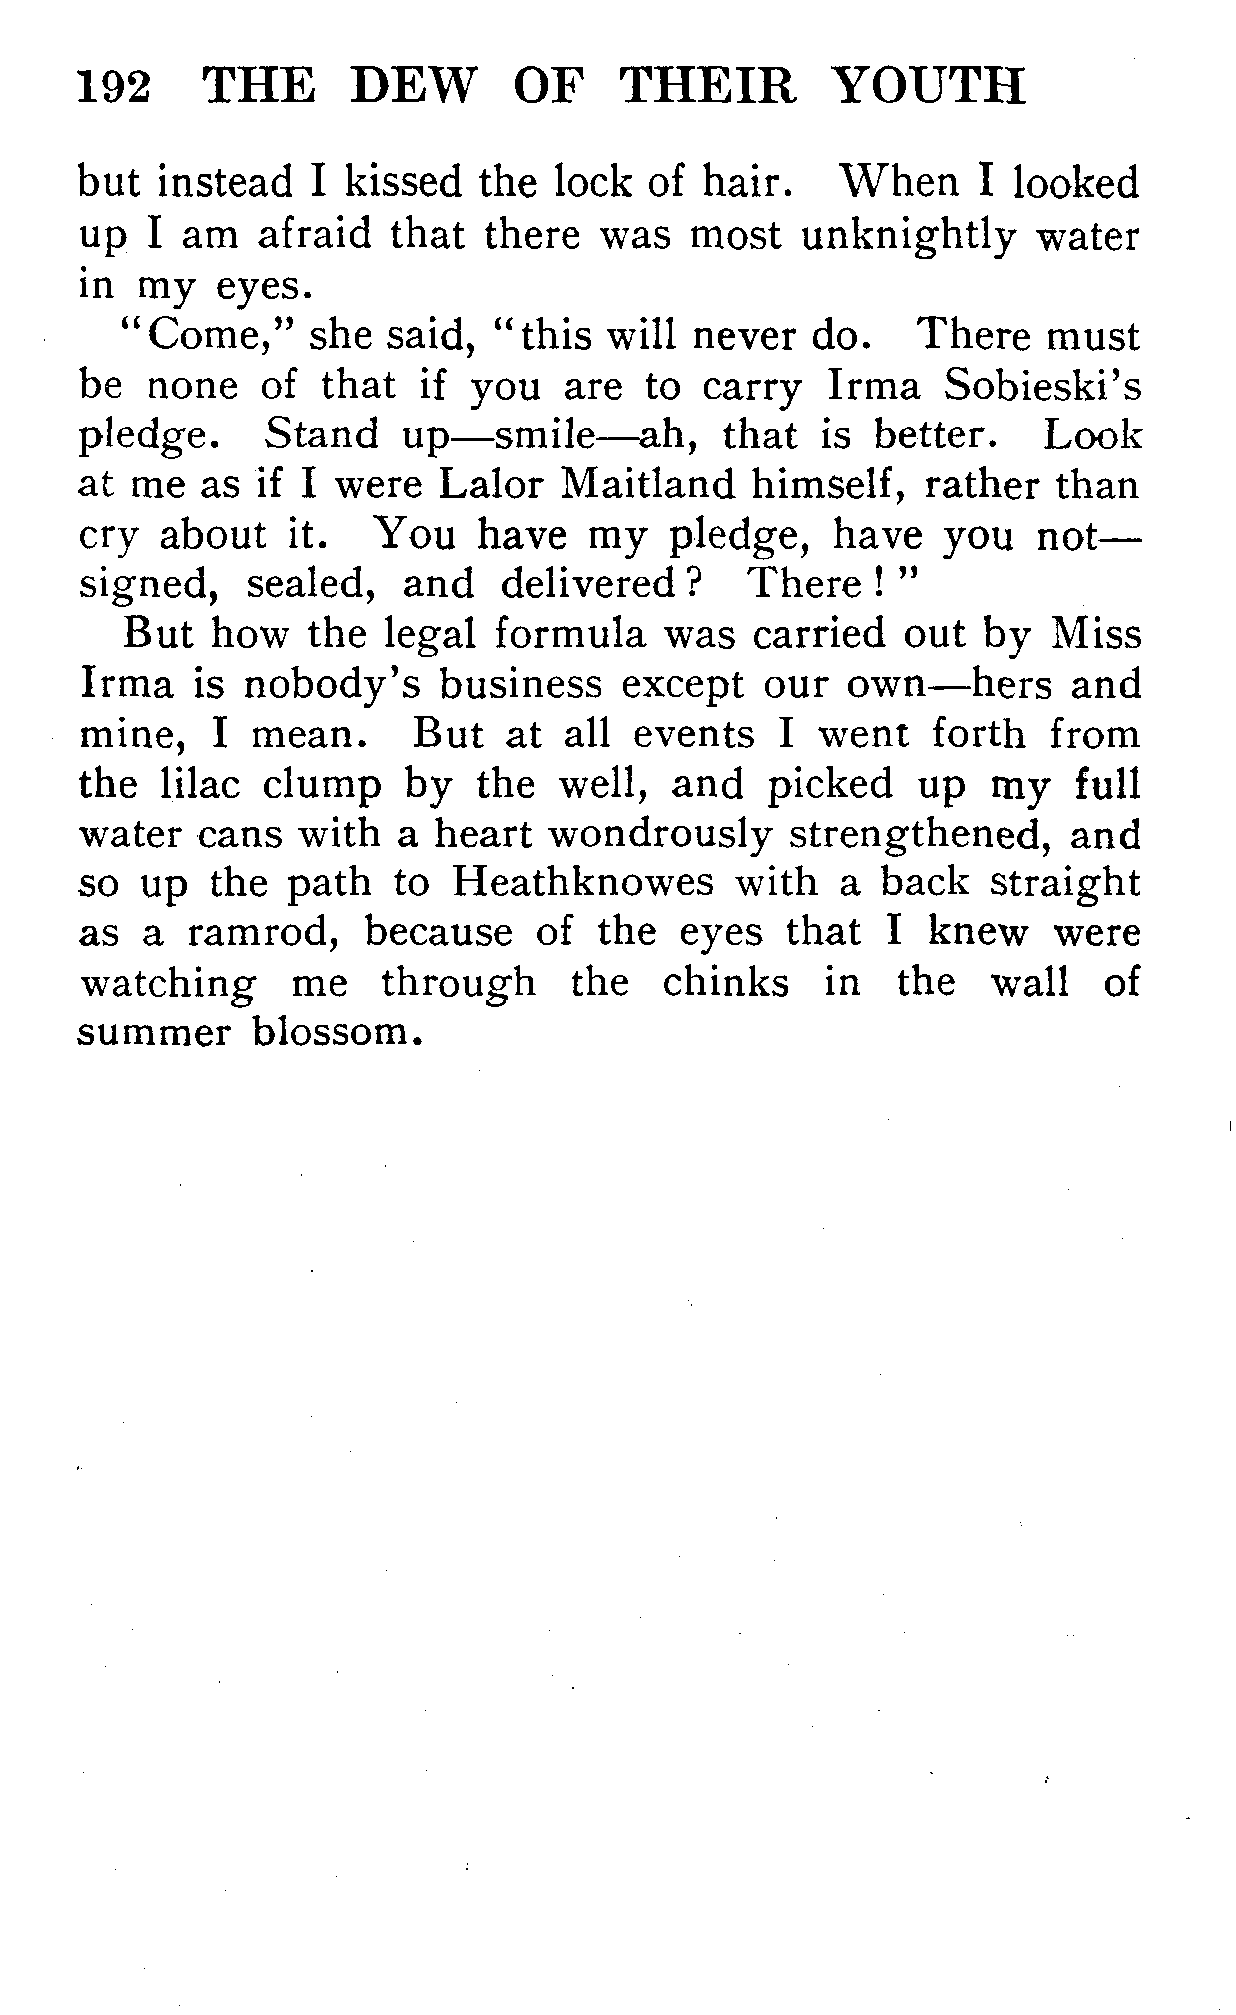 192 THE DEW OF THEIR YOUTH
but instead I kissed the lock of hair. When I looked
up I am afraid that there was most unknightly water
in my eyes.
“Come,” she said, “this will never do. There must
be none of that if you are to carry Irma Sobieski’s
pledge. Stand up—smile—ah, that is better. Look
at me as if I were Lalor Maitland himself, rather than
cry about it. You have my pledge, have you not—
signed, sealed, and delivered ? There ! ”
But how the legal formula was carried out by Miss
Irma is nobody’s business except our own—hers and
mine, I mean. But at all events I went forth from
the lilac clump by the well, and picked up my full
water cans with a heart wondrously strengthened, and
so up the path to Heathknowes with a back straight
as a ramrod, because of the eyes that I knew were
watching me through the chinks in the wall of
summer blossom.